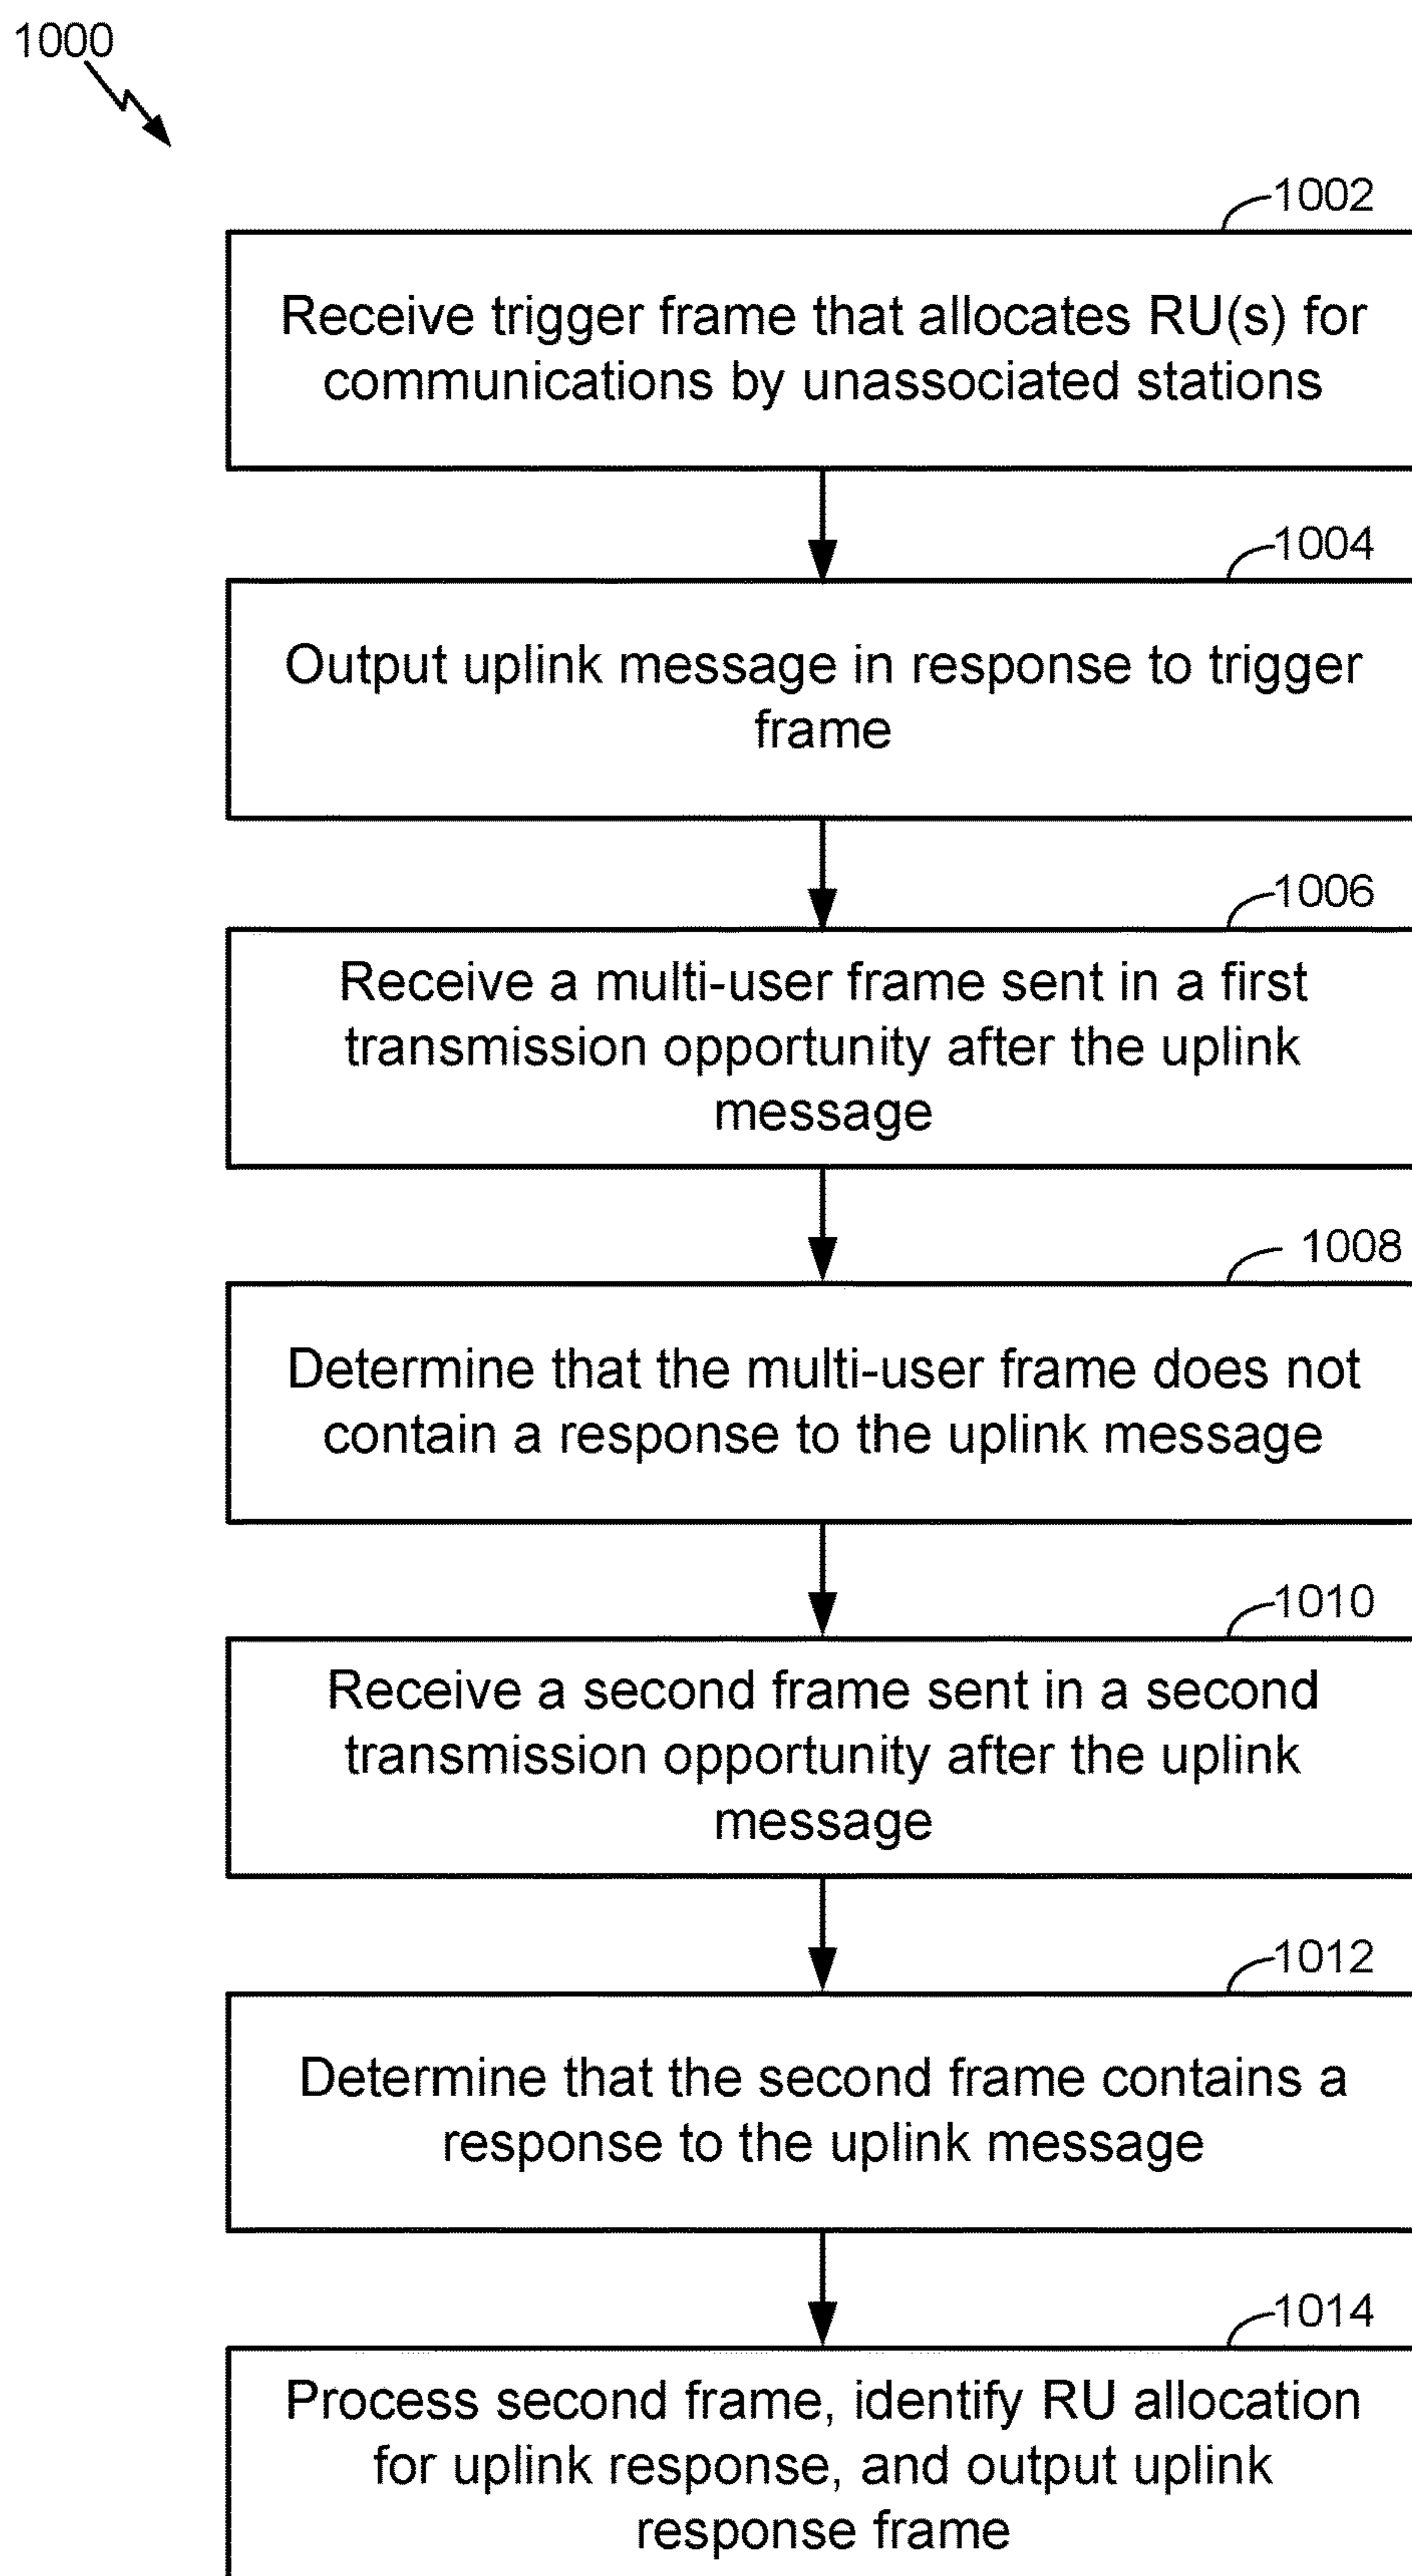 1000
1002
Receive trigger frame that allocates RU(s) for
communications by unassociated stations
1004
Output uplink message in response to trigger
frame
1006
Receive a multi-user frame sent in a first
transmission opportunity after the uplink
message
1008
Determine that the multi-user frame does not
contain a response to the uplink message
1010
Receive a second frame sent in a second
transmission opportunity after the uplink
message
1012
Determine that the second frame contains a
response to the uplink message
1014
Process second frame, identify RU allocation
for uplink response, and output uplink
response frame